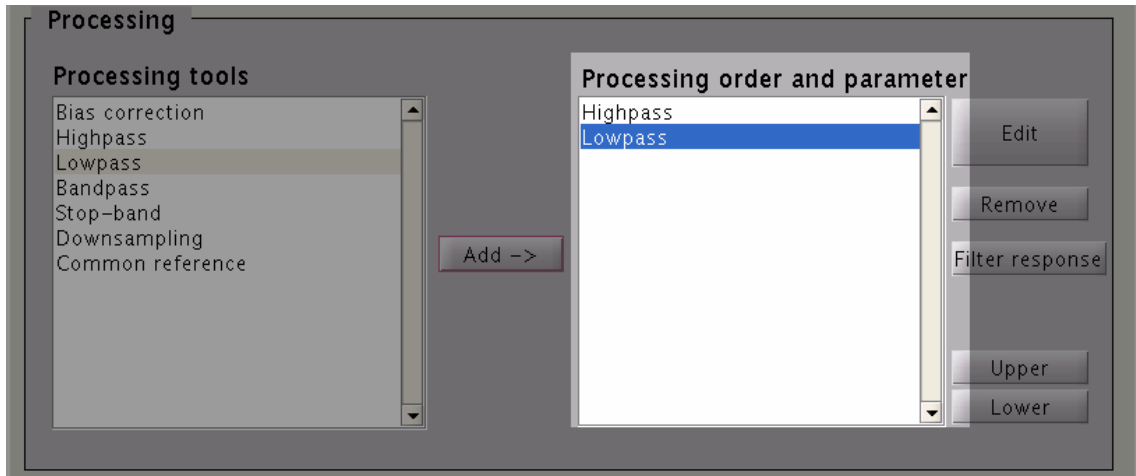 Processing
Processing tools
Bias correction
Highpass
Lowpass
Bandpass
Stop-band
Downsampling
Common reference
Add ->
Processing order and parameter
Highpass
Lowpass
Edit
Remove
Filter response
Upper
Lower